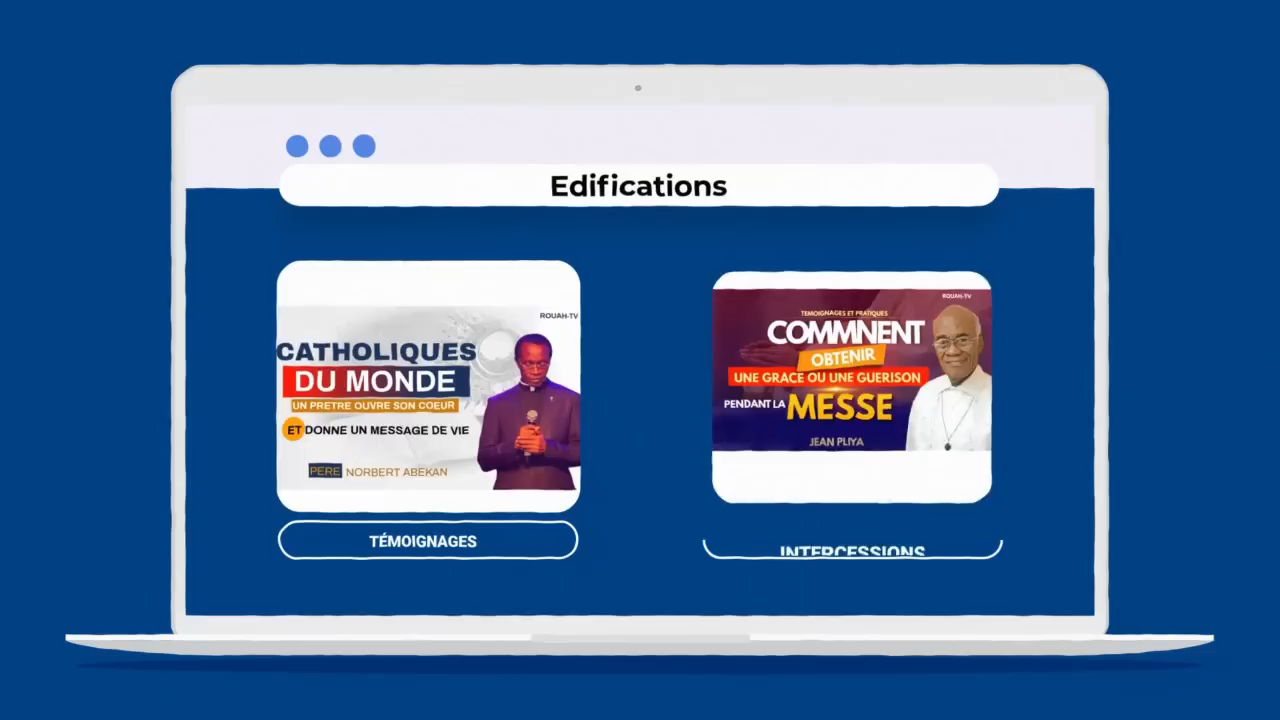 Edifications
ROUAH-TV
CATHOLIQUES
DU MONDE
UN PRETRE OUVRE SON COEUR
ET DONNE UN MESSAGE DE VIE
PERE NORBERT ABEKAN
TÉMOIGNAGES
ROUAH-TV
TEMOIGNAGES ET PRATIQUES
COMMNENT
OBTENIR
UNE GRACE OU UNE GUERISON
PENDANT LA MESSE
JEAN PLIYA
INTERCESSIONS